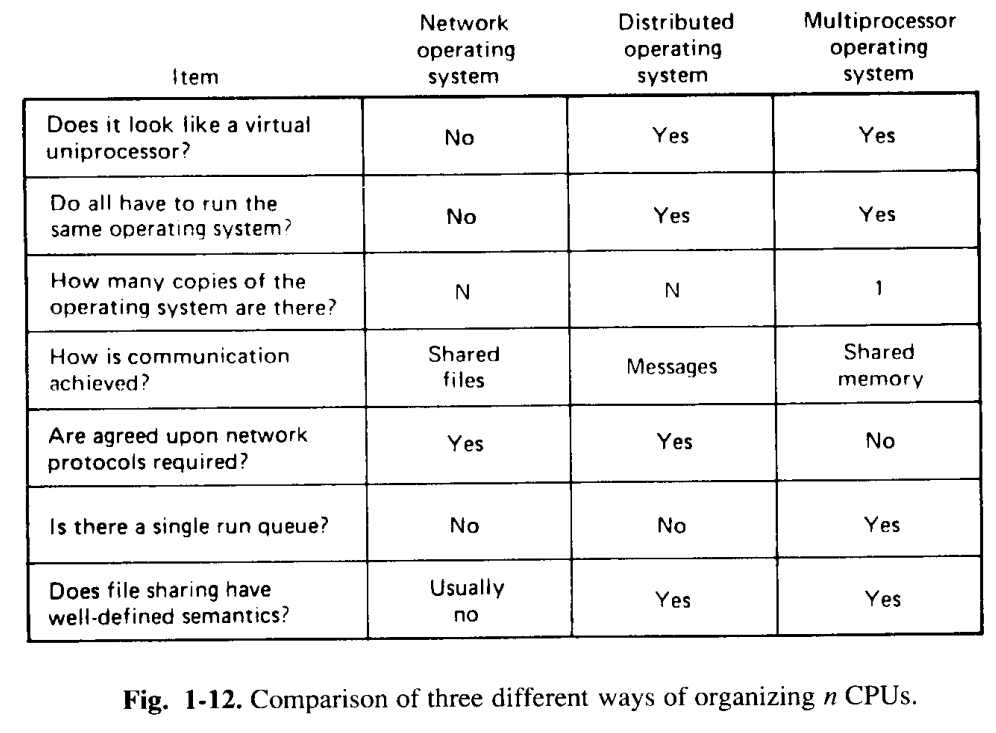 Item
Network
operating
system
Distributed
operating
system
Multiprocessor
operating
system
Does it look like a virtual
uniprocessor?
No
Yes
Yes
Do all have to run the
same operating system?
No
Yes
Yes
How many copies of the
operating system are there?
N
N
1
How is communication
achieved?
Shared
files
Messages
Shared
memory
Are agreed upon network
protocols required?
Yes
Yes
No
Is there a single run queue?
No
No
Yes
Does file sharing have
well-defined semantics?
Usually
no
Yes
Yes
Fig. 1-12. Comparison of three different ways of organizing n CPUs.